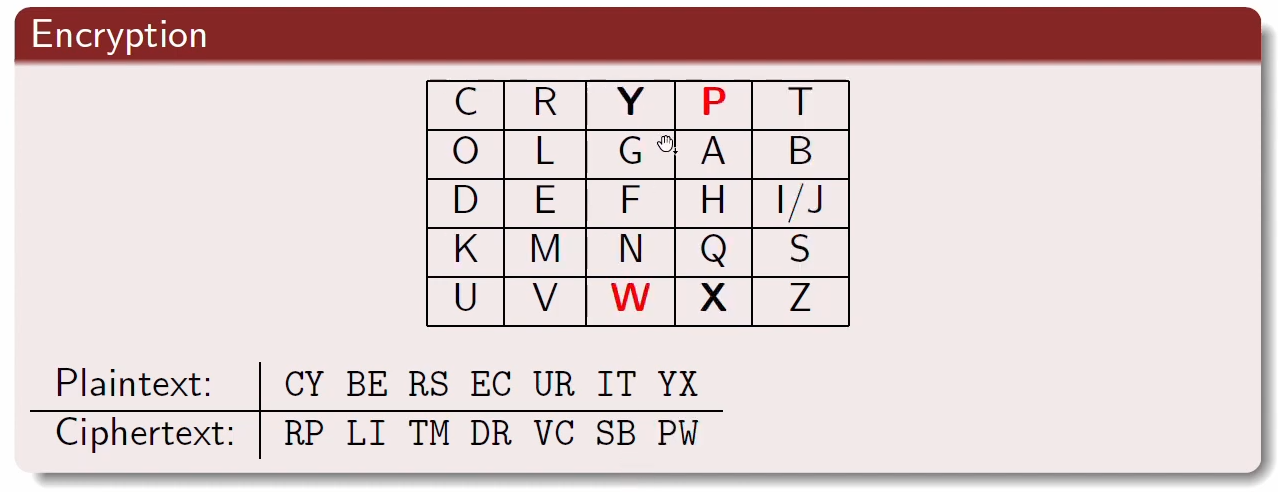 Encryption
C R Y P T
O L G A B
D E F H I/J
K M N Q S
U V W X Z
Plaintext: CY BE RS EC UR IT YX
Ciphertext: RP LI TM DR VC SB PW